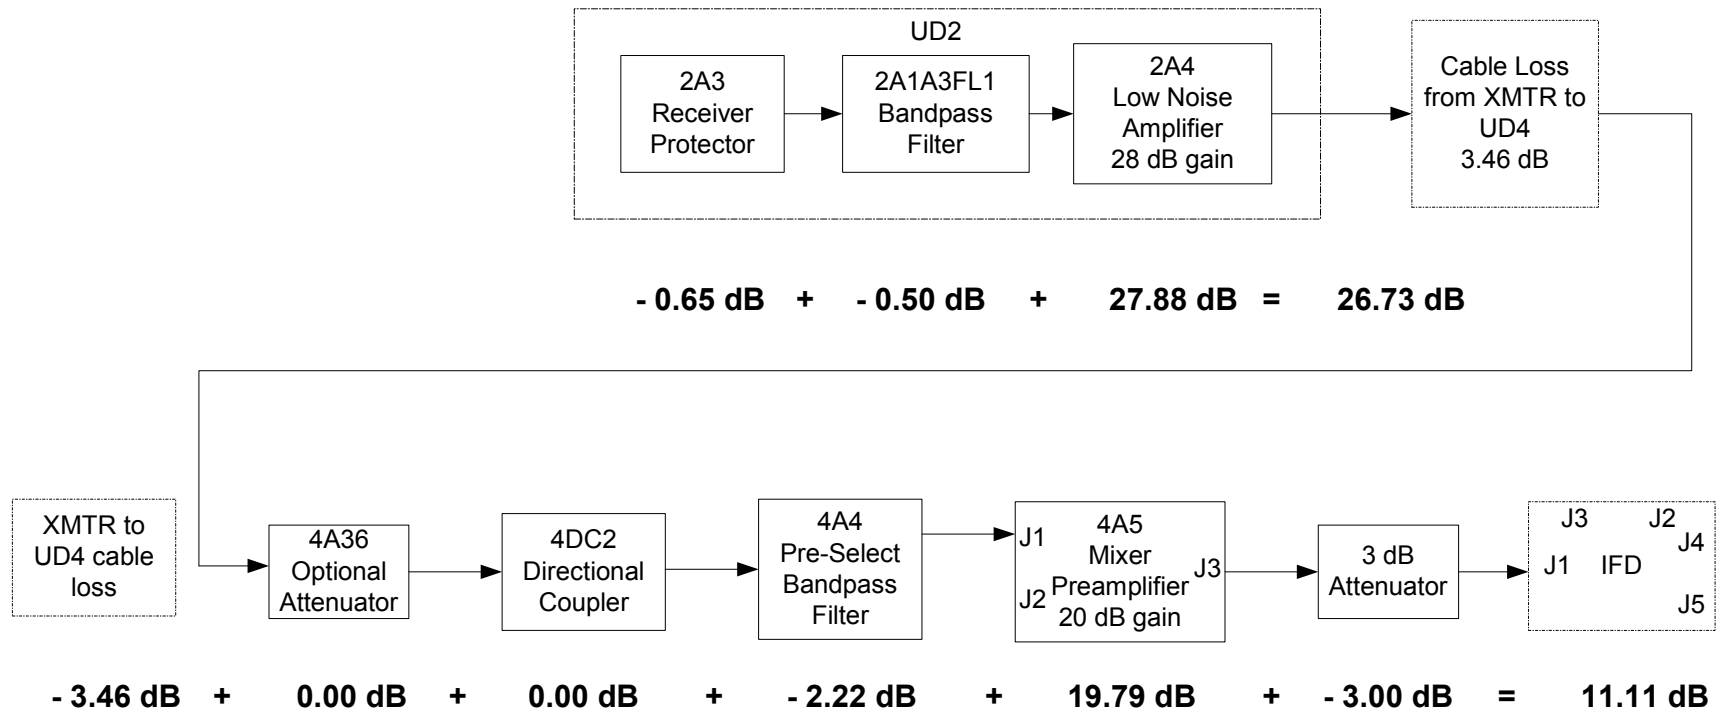 UD2
2A3
Receiver
Protector
2A1A3FL1
Bandpass
Filter
2A4
Low Noise
Amplifier
28 dB gain
Cable Loss
from XMTR to
UD4
3.46 dB
- 0.65 dB + - 0.50 dB + 27.88 dB = 26.73 dB
XMTR to
UD4 cable
loss
4A36
Optional
Attenuator
4DC2
Directional
Coupler
4A4
Pre-Select
Bandpass
Filter
J1
J2
4A5
Mixer
Preamplifier
20 dB gain
J3
3 dB
Attenuator
J3 J2
J4
J1 IFD
J5
- 3.46 dB + 0.00 dB + 0.00 dB + - 2.22 dB + 19.79 dB + - 3.00 dB = 11.11 dB